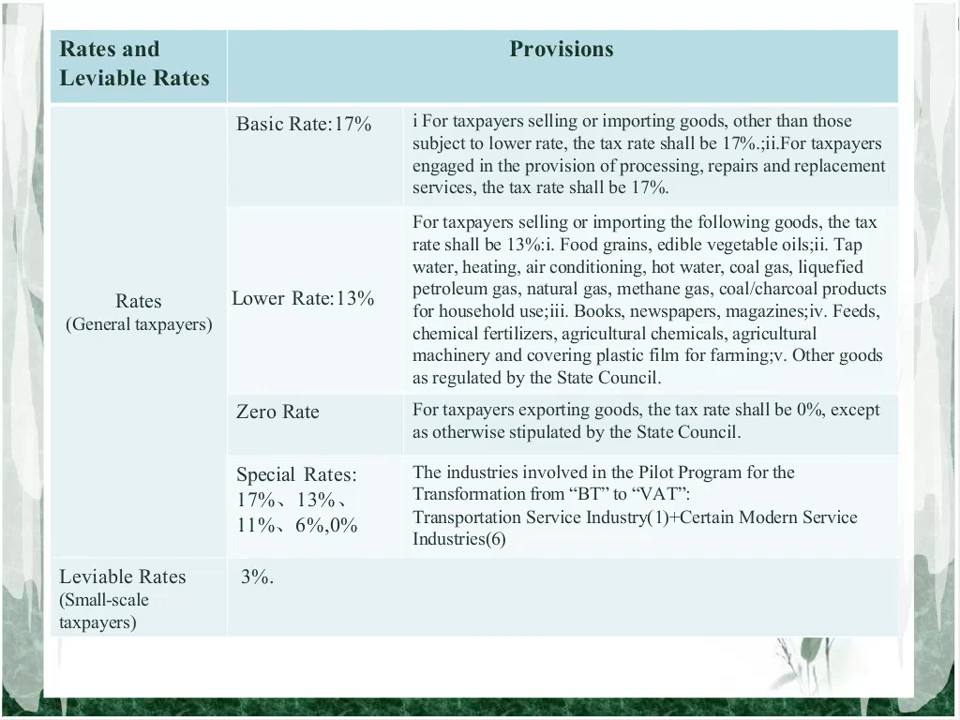 Rates and
Leviable Rates
Provisions
Rates
(General taxpayers)
Basic Rate:17%
i For taxpayers selling or importing goods, other than those
subject to lower rate, the tax rate shall be 17%.;ii.For taxpayers
engaged in the provision of processing, repairs and replacement
services, the tax rate shall be 17%.
Lower Rate:13%
For taxpayers selling or importing the following goods, the tax
rate shall be 13%:i. Food grains, edible vegetable oils;ii. Tap
water, heating, air conditioning, hot water, coal gas, liquefied
petroleum gas, natural gas, methane gas, coal/charcoal products
for household use;iii. Books, newspapers, magazines;iv. Feeds,
chemical fertilizers, agricultural chemicals, agricultural
machinery and covering plastic film for farming;v. Other goods
as regulated by the State Council.
Zero Rate
For taxpayers exporting goods, the tax rate shall be 0%, except
as otherwise stipulated by the State Council.
Special Rates:
17%、13%、
11%、6%,0%
The industries involved in the Pilot Program for the
Transformation from “BT” to “VAT”:
Transportation Service Industry(1)+Certain Modern Service
Industries(6)
Leviable Rates
(Small-scale
taxpayers)
3%.